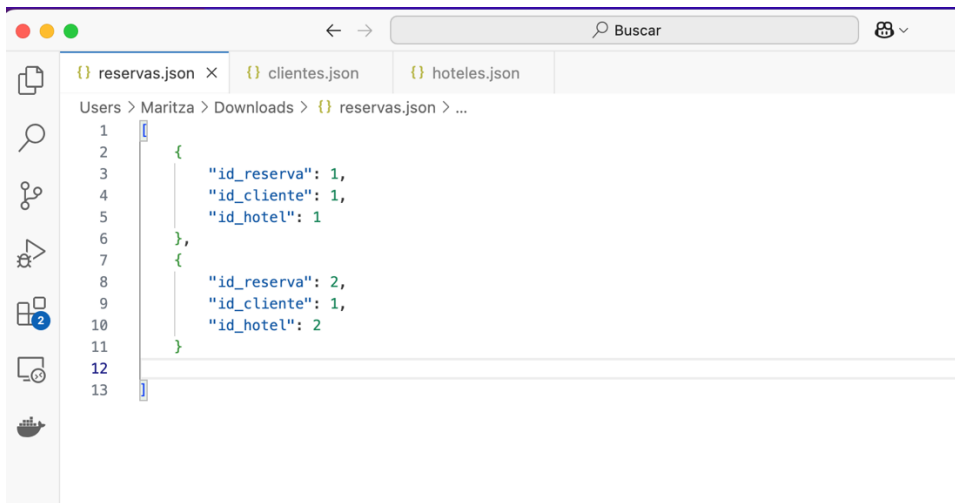 Buscar
{} reservas.json × {} clientes.json {} hoteles.json
Users > Maritza > Downloads > {} reservas.json > ...
1 [
2 {
3 "id_reserva": 1,
4 "id_cliente": 1,
5 "id_hotel": 1
6 },
7 {
8 "id_reserva": 2,
9 "id_cliente": 1,
10 "id_hotel": 2
11 }
12
13 ]
2